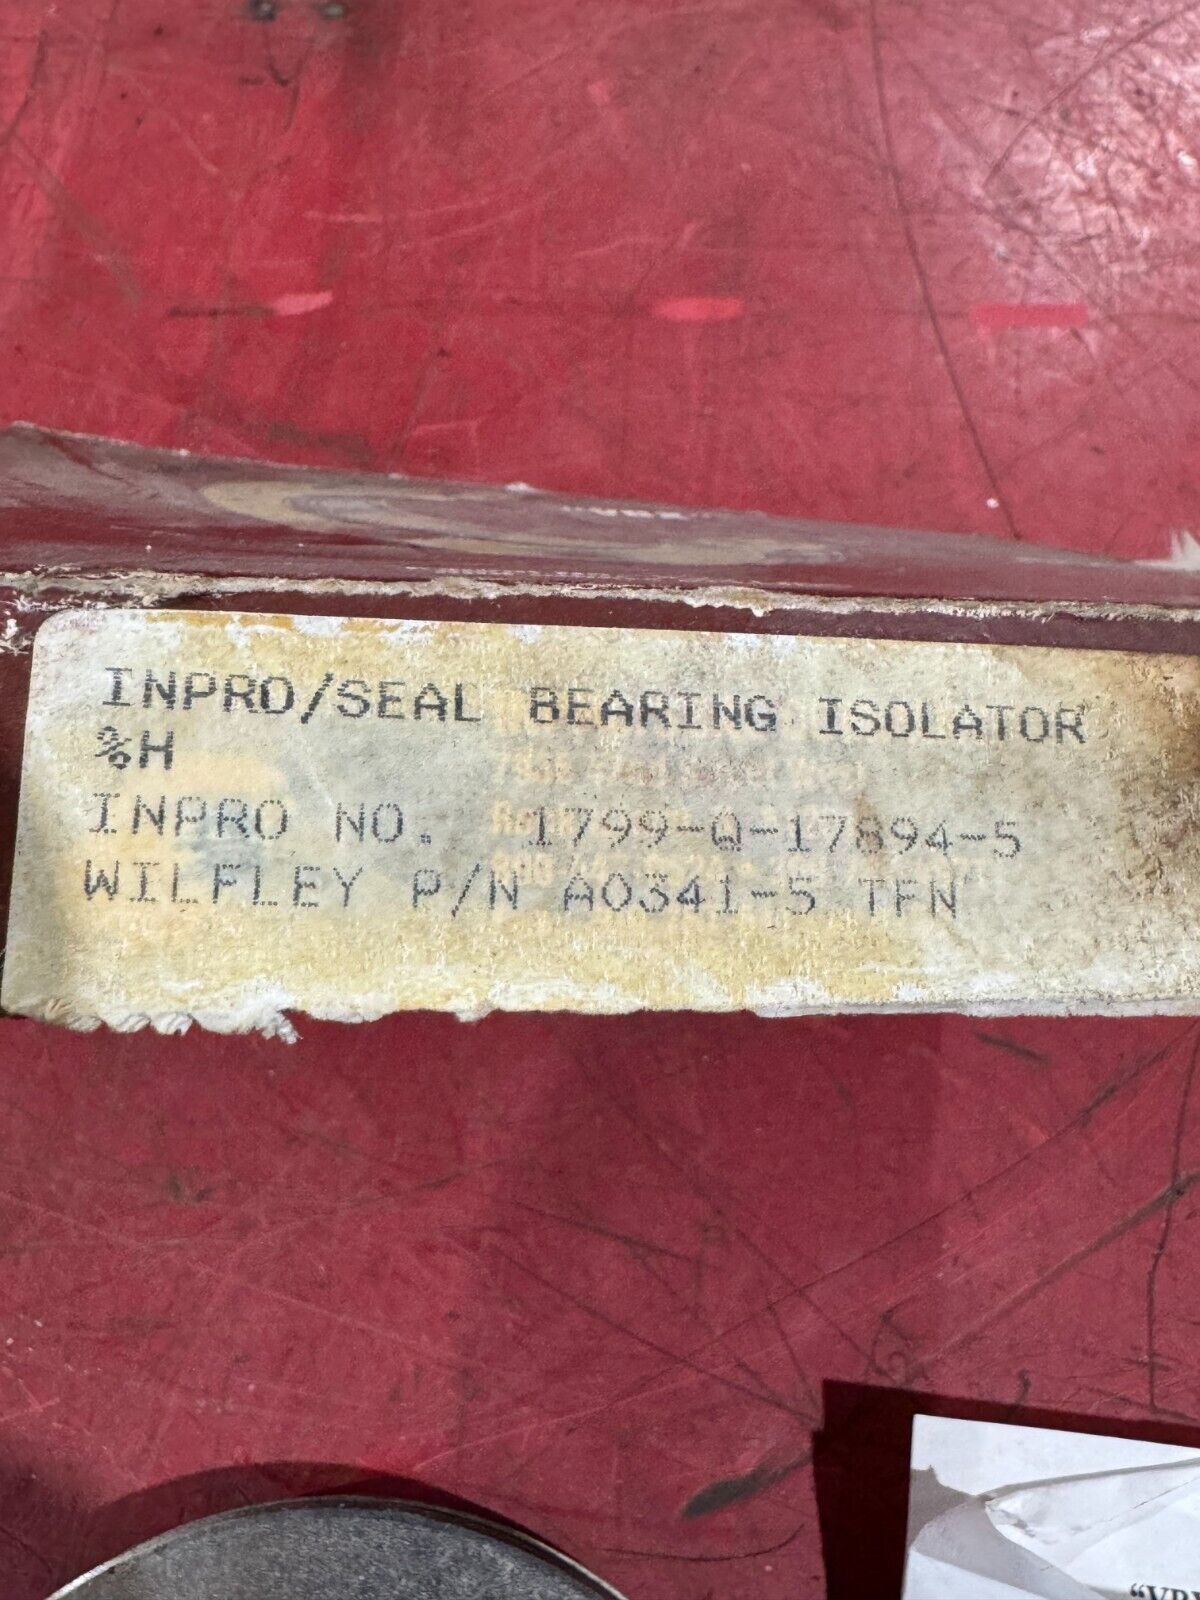 INPRO/SEAL BEARING ISOLATOR
%H
INPRO NO. 1799-Q-17894-5
WILFLEY P/N A0341-5 TFN